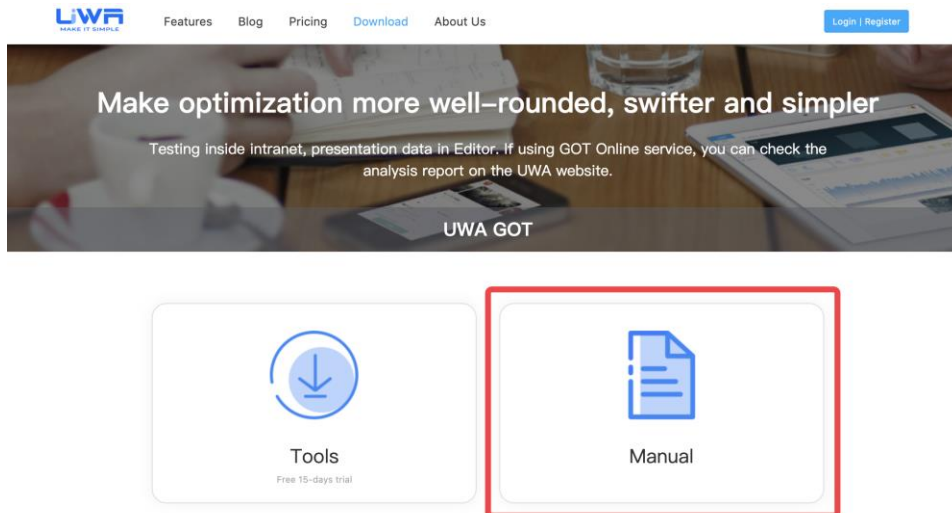 UWA
MAKE IT SIMPLE
Features Blog Pricing Download About Us
Login | Register
Make optimization more well-rounded, swifter and simpler
Testing inside intranet, presentation data in Editor. If using GOT Online service, you can check the
analysis report on the UWA website.
UWA GOT
Tools
Free 15-days trial
Manual